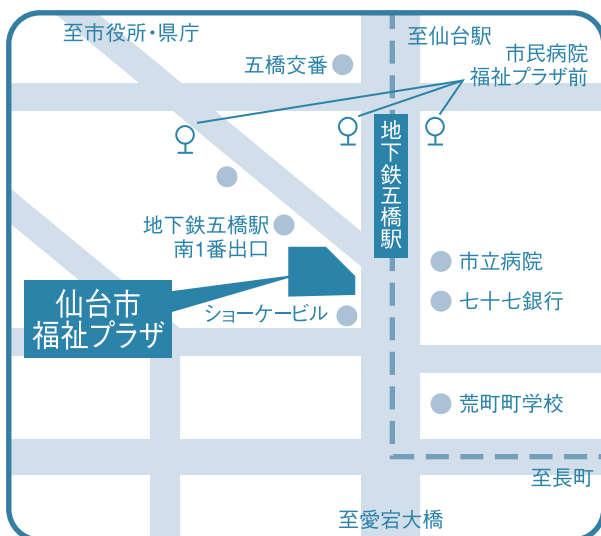 至市役所・県庁
至仙台駅
五橋交番
市民病院
福祉プラザ前
地下鉄五橋駅
地下鉄五橋駅
南1番出口
市立病院
仙台市
福祉プラザ
ショーケービル
七十七銀行
荒町町学校
至長町
至愛宕大橋